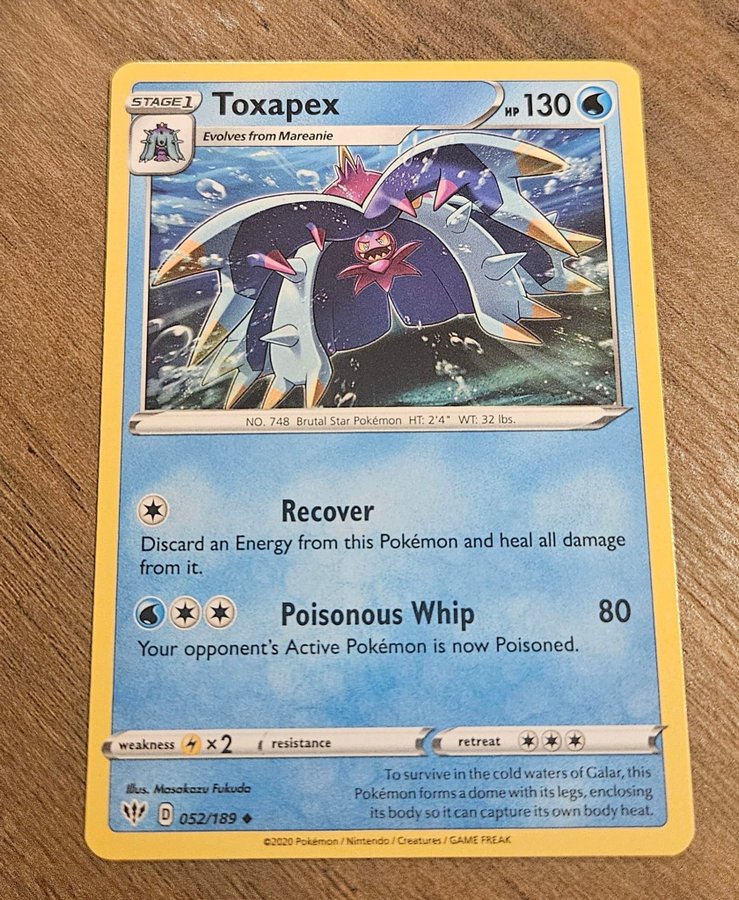 STAGE 1
Toxapex
HP 130
Evolves from Mareanie
NO. 748 Brutal Star Pokémon HT: 2'4" WT: 32 lbs.
Recover
Discard an Energy from this Pokémon and heal all damage
from it.
Poisonous Whip 80
Your opponent's Active Pokémon is now Poisoned.
weakness ×2 resistance retreat
Illus. Masakazu Fukuda
D 052/189
To survive in the cold waters of Galar, this
Pokémon forms a dome with its legs, enclosing
its body so it can capture its own body heat.
©2020 Pokémon / Nintendo / Creatures / GAME FREAK